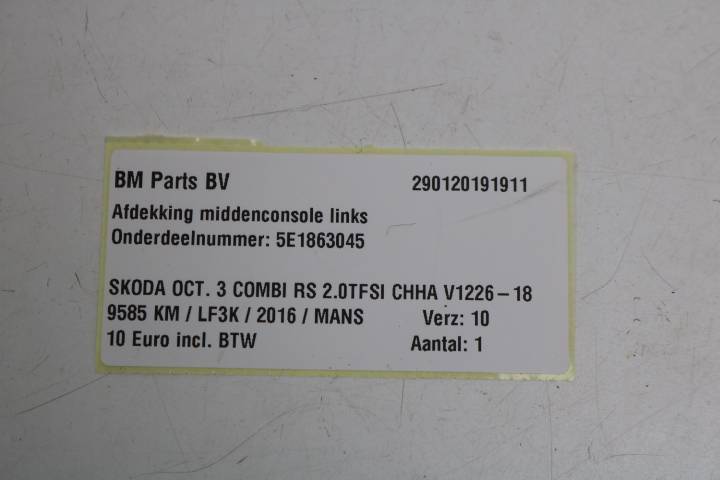 BM Parts BV 290120191911
Afdekking middenconsole links
Onderdeelnummer: 5E1863045
SKODA OCT. 3 COMBI RS 2.0TFSI CHHA V1226-18
9585 KM / LF3K / 2016 / MANS Verz: 10
10 Euro incl. BTW Aantal: 1